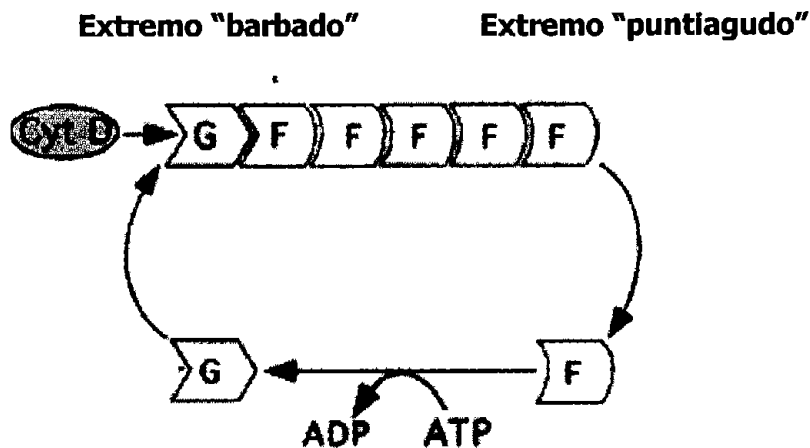 Extremo "barbado" Extremo "puntiagudo"
Cyt D G F F F F F
G F
ADP ATP